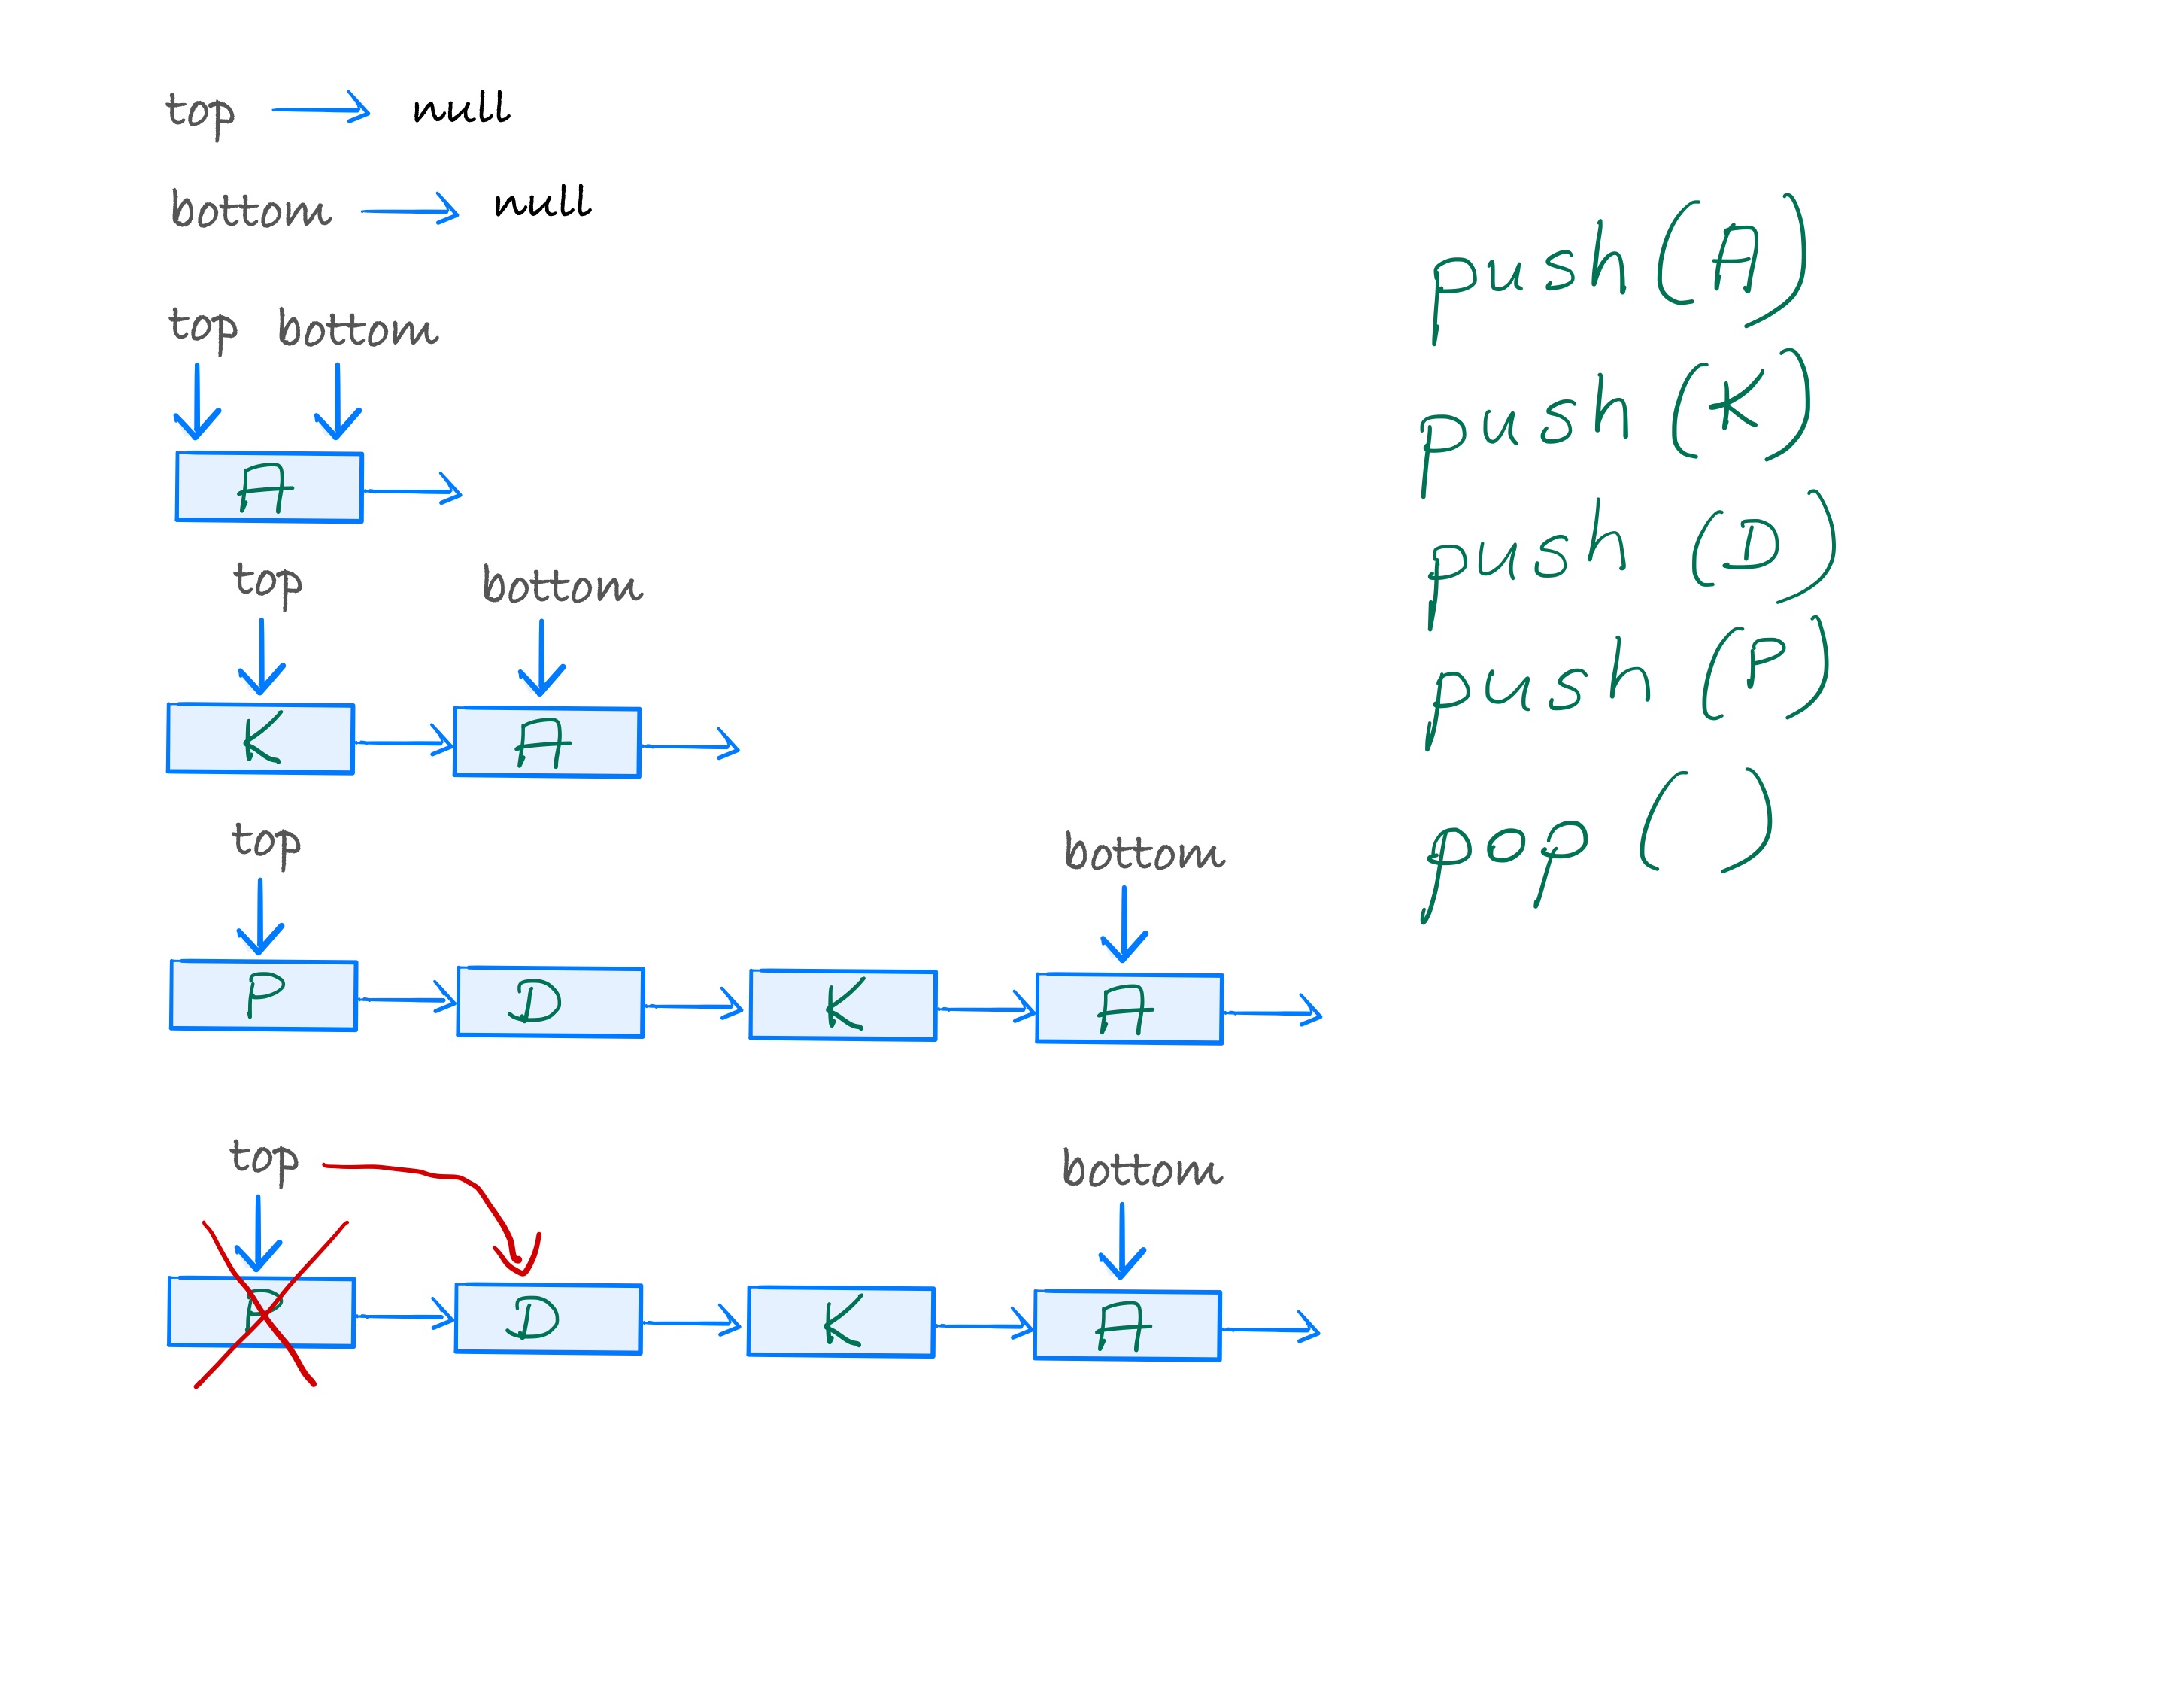 top null
bottom null
top bottom
A
top bottom
K A
top bottom
P D K A
top bottom
P D K A
push (A)
push (K)
push (D)
push (P)
pop ( )